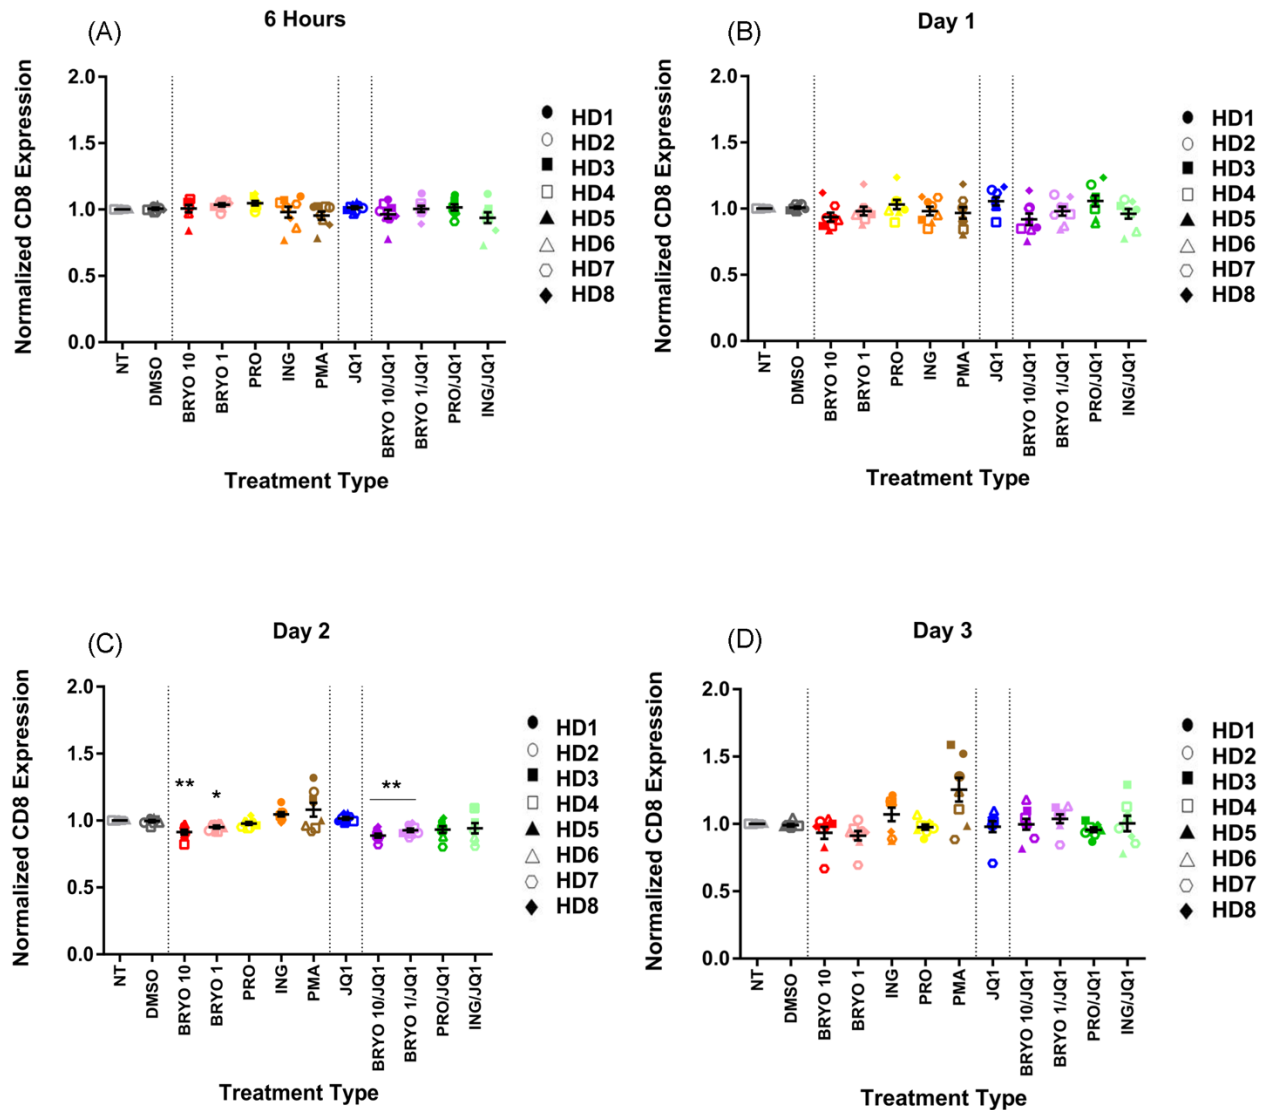 (A)
6 Hours
Normalized CD8 Expression
2.0
1.5
1.0
0.5
0.0
NT
DMSO
BRYO 10
BRYO 1
PRO
ING
PMA
JQ1
BRYO 10/JQ1
BRYO 1/JQ1
PRO/JQ1
ING/JQ1
Treatment Type
HD1
HD2
HD3
HD4
HD5
HD6
HD7
HD8
(B)
Day 1
Normalized CD8 Expression
2.0
1.5
1.0
0.5
0.0
NT
DMSO
BRYO 10
BRYO 1
PRO
ING
PMA
JQ1
BRYO 10/JQ1
BRYO 1/JQ1
PRO/JQ1
ING/JQ1
Treatment Type
HD1
HD2
HD3
HD4
HD5
HD6
HD7
HD8
(C)
Day 2
Normalized CD8 Expression
2.0
1.5
1.0
0.5
0.0
**
*
**
NT
DMSO
BRYO 10
BRYO 1
PRO
ING
PMA
JQ1
BRYO 10/JQ1
BRYO 1/JQ1
PRO/JQ1
ING/JQ1
Treatment Type
HD1
HD2
HD3
HD4
HD5
HD6
HD7
HD8
(D)
Day 3
Normalized CD8 Expression
2.0
1.5
1.0
0.5
0.0
NT
DMSO
BRYO 10
BRYO 1
ING
PRO
PMA
JQ1
BRYO 10/JQ1
BRYO 1/JQ1
PRO/JQ1
ING/JQ1
Treatment Type
HD1
HD2
HD3
HD4
HD5
HD6
HD7
HD8